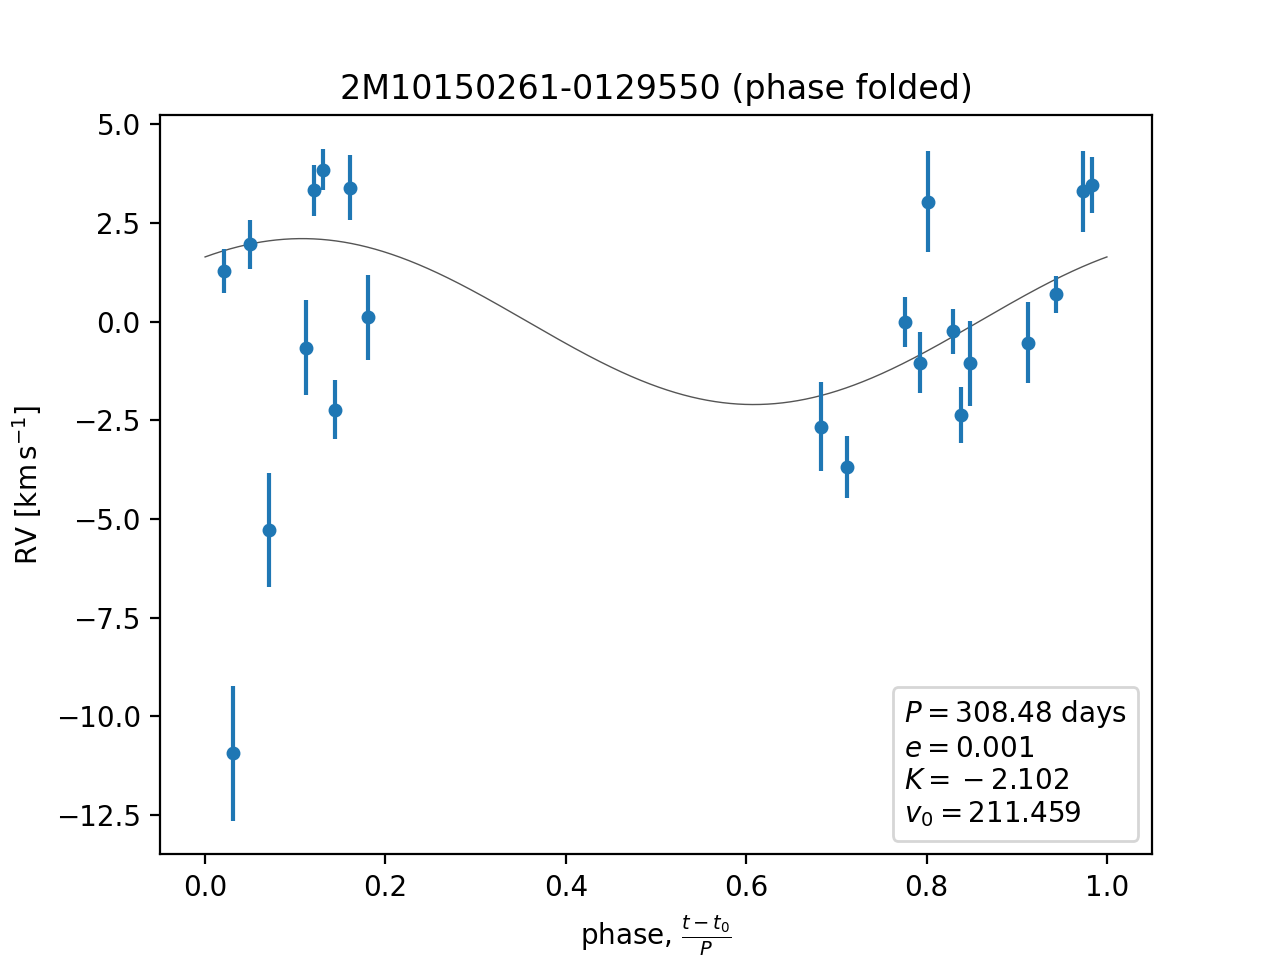 2M10150261-0129550 (phase folded)
5.0
2.5
0.0
−2.5
−5.0
−7.5
−10.0
−12.5
RV [km s⁻¹]
P = 308.48 days
e = 0.001
K = −2.102
v₀ = 211.459
0.0 0.2 0.4 0.6 0.8 1.0
phase, (t − t₀)/P